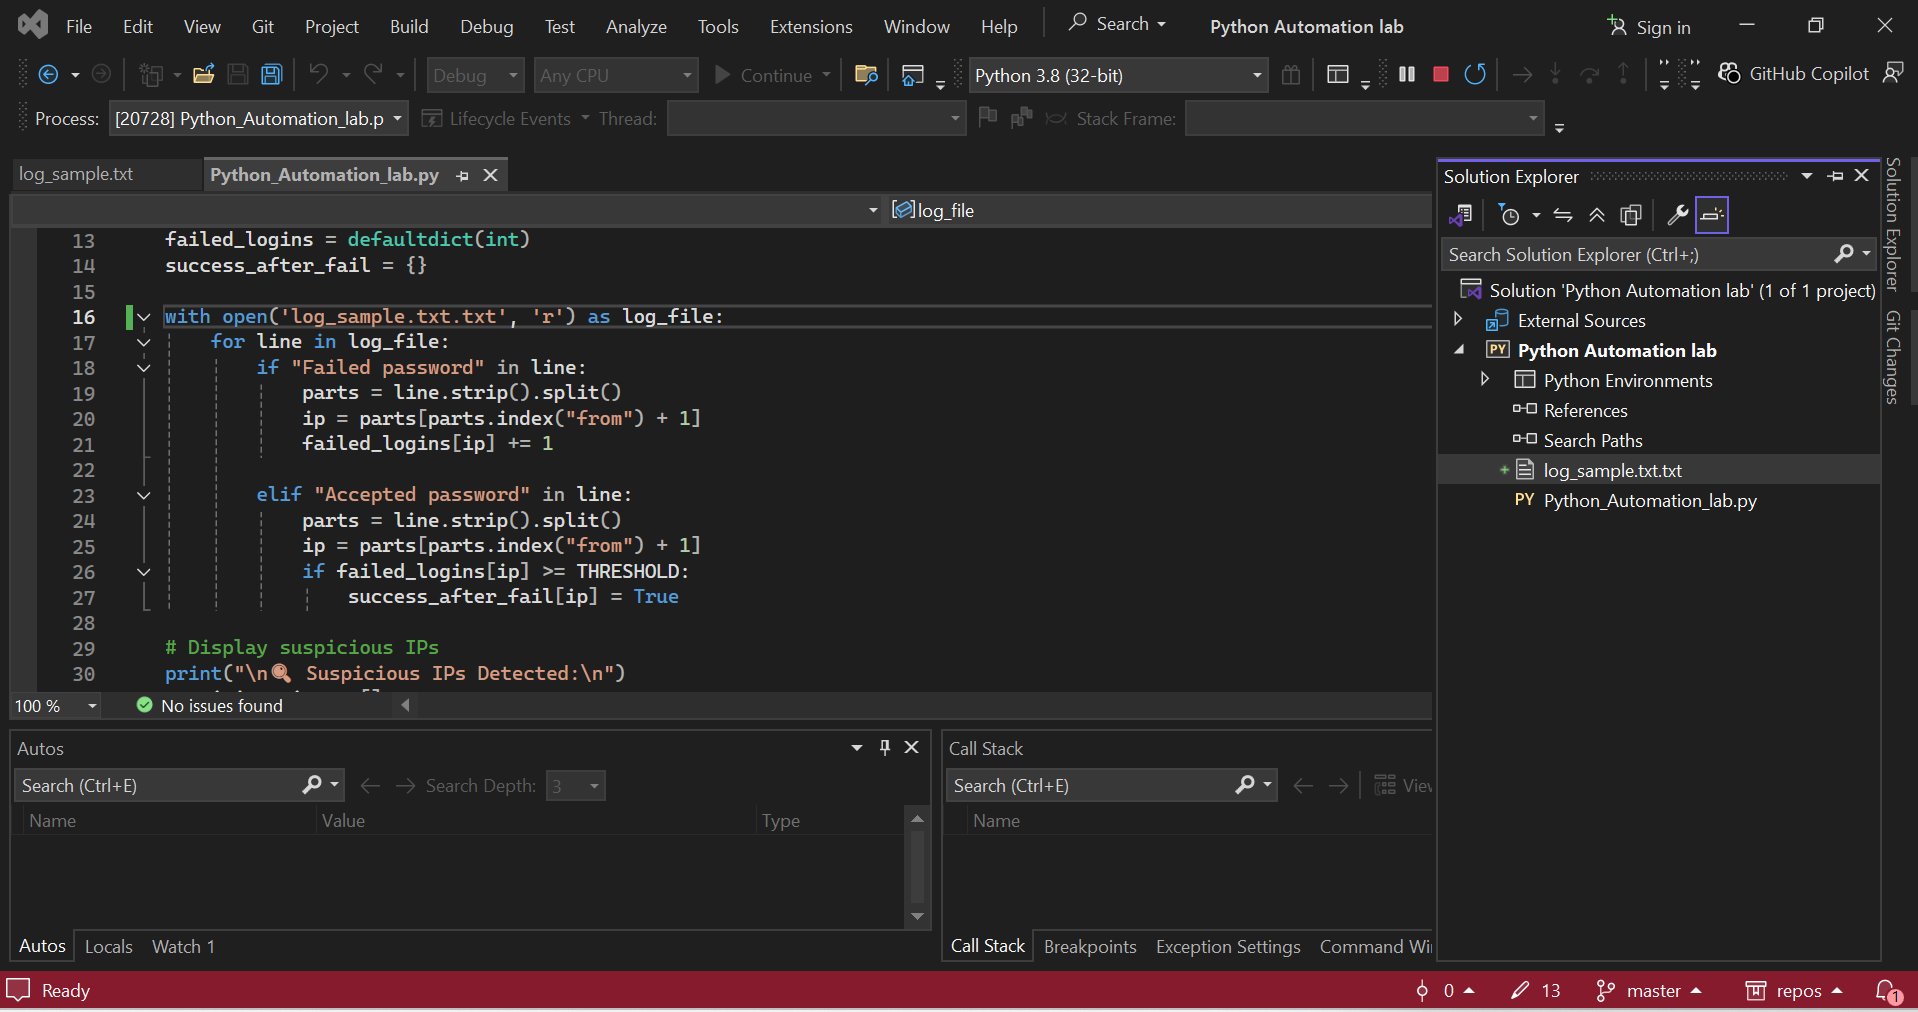 File Edit View Git Project Build Debug Test Analyze Tools Extensions Window Help Search Python Automation lab Sign in
Debug Any CPU Continue Python 3.8 (32-bit) GitHub Copilot
Process: [20728] Python_Automation_lab.p Lifecycle Events Thread: Stack Frame:
log_sample.txt Python_Automation_lab.py
log_file
13 failed_logins = defaultdict(int)
14 success_after_fail = {}
15
16 with open('log_sample.txt.txt', 'r') as log_file:
17 for line in log_file:
18 if "Failed password" in line:
19 parts = line.strip().split()
20 ip = parts[parts.index("from") + 1]
21 failed_logins[ip] += 1
22
23 elif "Accepted password" in line:
24 parts = line.strip().split()
25 ip = parts[parts.index("from") + 1]
26 if failed_logins[ip] >= THRESHOLD:
27 success_after_fail[ip] = True
28
29 # Display suspicious IPs
30 print("\n🔍 Suspicious IPs Detected:\n")
100 % No issues found
Autos
Search (Ctrl+E) Search Depth: 3
Name Value Type
Autos Locals Watch 1
Call Stack
Search (Ctrl+E) View
Name
Call Stack Breakpoints Exception Settings Command Wi
Solution Explorer
Search Solution Explorer (Ctrl+;)
Solution 'Python Automation lab' (1 of 1 project)
External Sources
PY Python Automation lab
Python Environments
References
Search Paths
+ log_sample.txt.txt
PY Python_Automation_lab.py
Solution Explorer
Git Changes
Ready 0 13 master repos 1